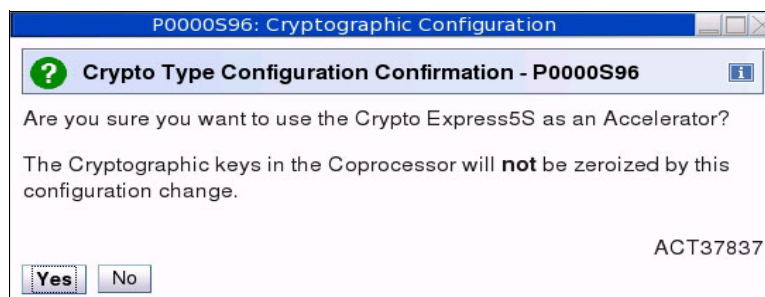 P0000S96: Cryptographic Configuration
Crypto Type Configuration Confirmation - P0000S96
Are you sure you want to use the Crypto Express5S as an Accelerator?
The Cryptographic keys in the Coprocessor will not be zeroized by this
configuration change.
ACT37837
Yes No